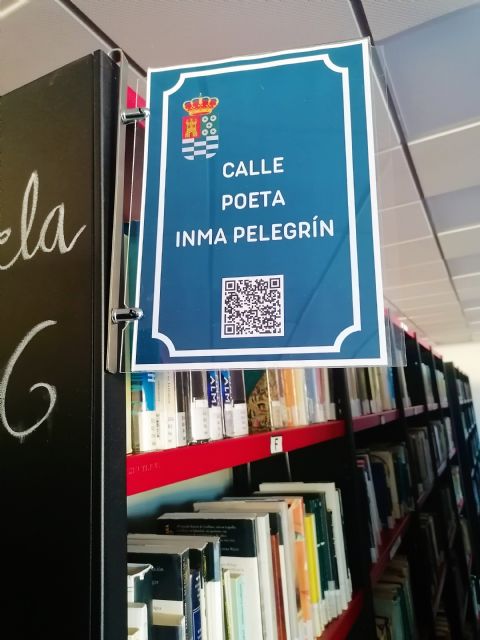 CALLE
POETA
INMA PELEGRÍN
ela
6
F